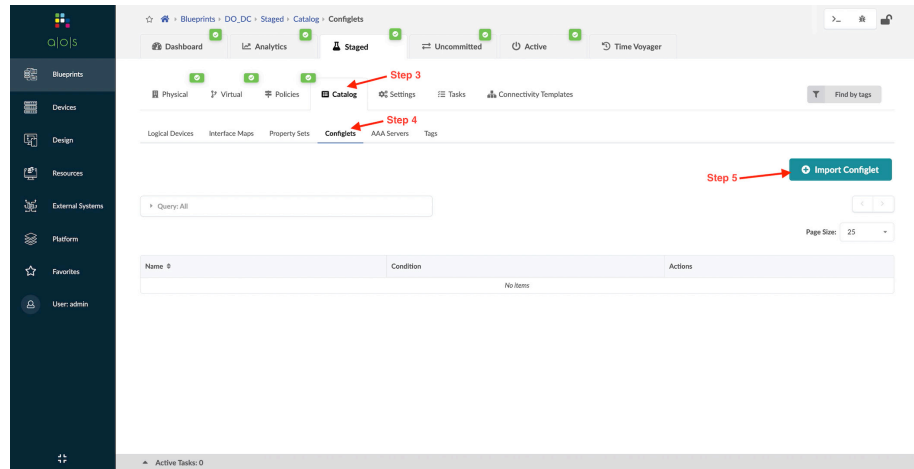 Blueprints › DO_DC › Staged › Catalog › Configlets
a|o|s
Dashboard
Analytics
Staged
Uncommitted
Active
Time Voyager
Blueprints
Step 3
Physical
Virtual
Policies
Catalog
Settings
Tasks
Connectivity Templates
Find by tags
Devices
Step 4
Logical Devices
Interface Maps
Property Sets
Configlets
AAA Servers
Tags
Design
Step 5
Import Configlet
Resources
External Systems
Query: All
Platform
Page Size: 25
Name
Condition
Actions
Favorites
No items
User: admin
Active Tasks: 0